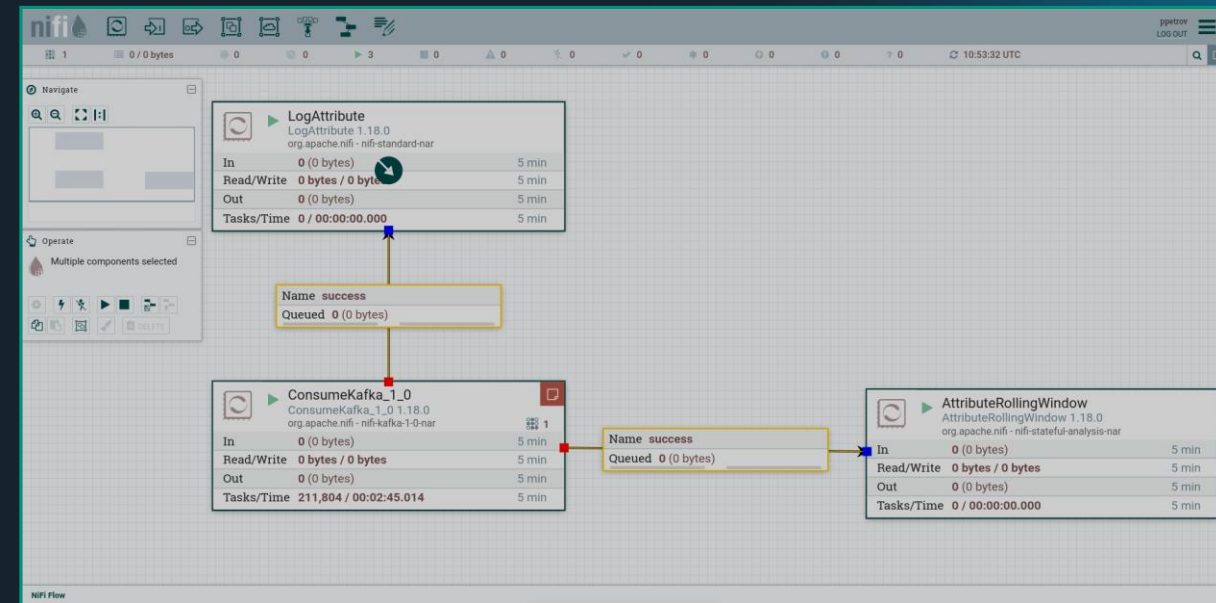 nifi
ppetrov
LOG OUT
1 0 / 0 bytes 0 0 3 0 0 0 0 0 0 0 0 10:53:32 UTC
Navigate
Operate
Multiple components selected
DELETE
LogAttribute
LogAttribute 1.18.0
org.apache.nifi - nifi-standard-nar
In 0 (0 bytes) 5 min
Read/Write 0 bytes / 0 bytes 5 min
Out 0 (0 bytes) 5 min
Tasks/Time 0 / 00:00:00.000 5 min
Name success
Queued 0 (0 bytes)
ConsumeKafka_1_0
ConsumeKafka_1_0 1.18.0
org.apache.nifi - nifi-kafka-1-0-nar
1
In 0 (0 bytes) 5 min
Read/Write 0 bytes / 0 bytes 5 min
Out 0 (0 bytes) 5 min
Tasks/Time 211,804 / 00:02:45.014 5 min
Name success
Queued 0 (0 bytes)
AttributeRollingWindow
AttributeRollingWindow 1.18.0
org.apache.nifi - nifi-stateful-analysis-nar
In 0 (0 bytes) 5 min
Read/Write 0 bytes / 0 bytes 5 min
Out 0 (0 bytes) 5 min
Tasks/Time 0 / 00:00:00.000 5 min
NiFi Flow